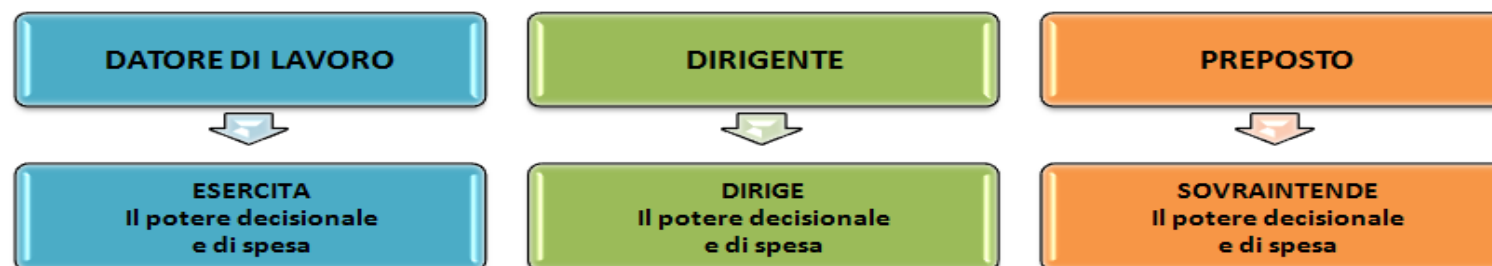 DATORE DI LAVORO
DIRIGENTE
PREPOSTO
ESERCITA
Il potere decisionale
e di spesa
DIRIGE
Il potere decisionale
e di spesa
SOVRAINTENDE
Il potere decisionale
e di spesa